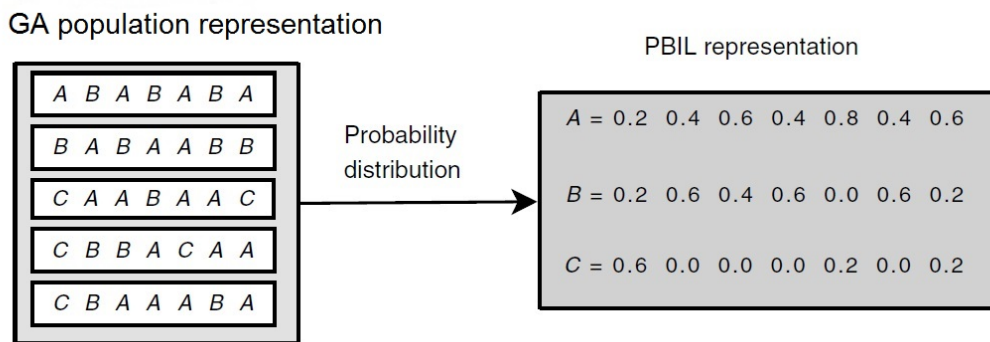 GA population representation
A B A B A B A
B A B A A B B
C A A B A A C
C B B A C A A
C B A A A B A
Probability
distribution
PBIL representation
A = 0.2 0.4 0.6 0.4 0.8 0.4 0.6
B = 0.2 0.6 0.4 0.6 0.0 0.6 0.2
C = 0.6 0.0 0.0 0.0 0.2 0.0 0.2